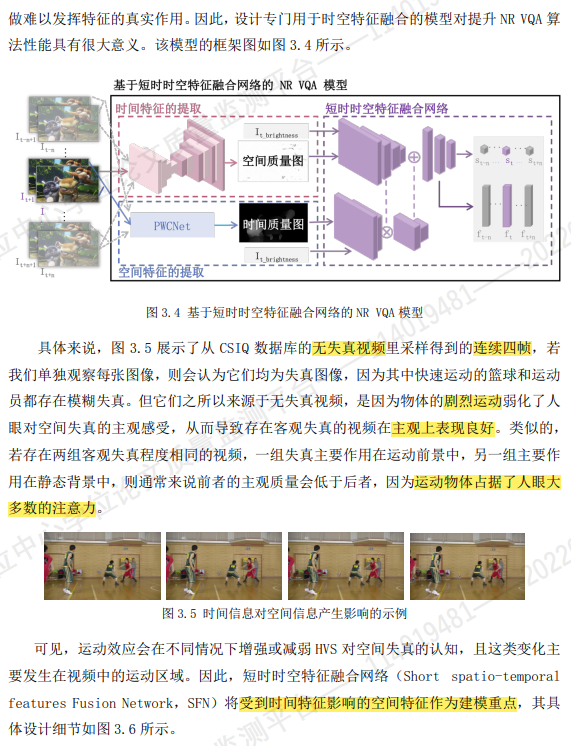 做难以发挥特征的真实作用。因此，设计专门用于时空特征融合的模型对提升 NR VQA 算
法性能具有很大意义。该模型的框架图如图 3.4 所示。
基于短时时空特征融合网络的 NR VQA 模型
时间特征的提取
短时时空特征融合网络
I_t-n+1
I_t-n
I_t+1
I_t
I_t+n+1
I_t+n
I_t_brightness
空间质量图
PWCNet
时间质量图
I_t_brightness
空间特征的提取
S_t-n S_t S_t+n
f_t-n f_t f_t+n
图 3.4 基于短时时空特征融合网络的 NR VQA 模型
具体来说，图 3.5 展示了从 CSIQ 数据库的无失真视频里采样得到的连续四帧，若
我们单独观察每张图像，则会认为它们均为失真图像，因为其中快速运动的篮球和运动
员都存在模糊失真。但它们之所以来源于无失真视频，是因为物体的剧烈运动弱化了人
眼对空间失真的主观感受，从而导致存在客观失真的视频在主观上表现良好。类似的，
若存在两组客观失真程度相同的视频，一组失真主要作用在运动前景中，另一组主要作
用在静态背景中，则通常来说前者的主观质量会低于后者，因为运动物体占据了人眼大
多数的注意力。
图 3.5 时间信息对空间信息产生影响的示例
可见，运动效应会在不同情况下增强或减弱 HVS 对空间失真的认知，且这类变化主
要发生在视频中的运动区域。因此，短时时空特征融合网络（Short spatio-temporal
features Fusion Network，SFN）将受到时间特征影响的空间特征作为建模重点，其具
体设计细节如图 3.6 所示。